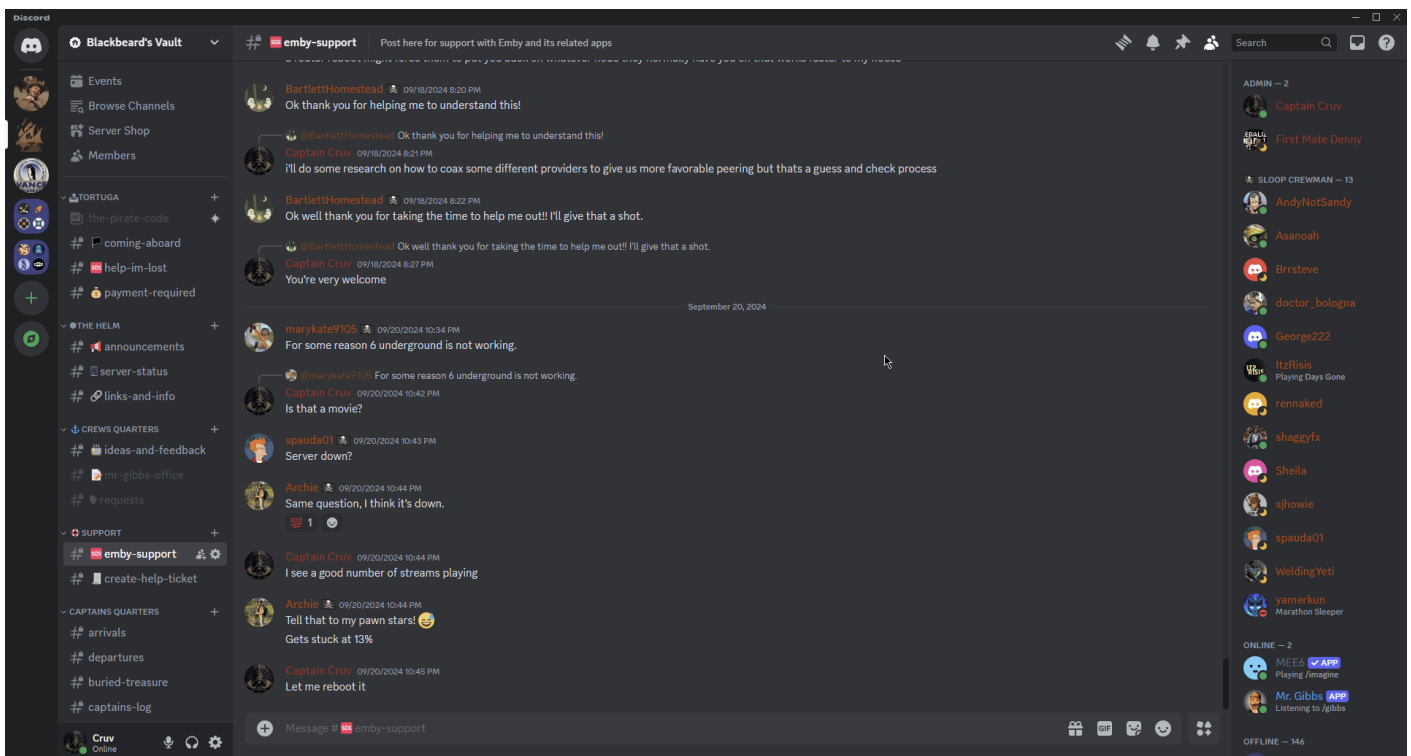 Discord
Blackbeard's Vault
emby-support
Post here for support with Emby and its related apps
Search
Events
Browse Channels
Server Shop
Members
TORTUGA
the-pirate-code
coming-aboard
help-im-lost
payment-required
THE HELM
announcements
server-status
links-and-info
CREWS QUARTERS
ideas-and-feedback
mr-gibbs-office
requests
SUPPORT
emby-support
create-help-ticket
CAPTAINS QUARTERS
arrivals
departures
buried-treasure
captains-log
Cruv
Online
BartlettHomestead 09/18/2024 8:20 PM
Ok thank you for helping me to understand this!
@BartlettHomestead Ok thank you for helping me to understand this!
Captain Cruv 09/18/2024 8:21 PM
i'll do some research on how to coax some different providers to give us more favorable peering but thats a guess and check process
BartlettHomestead 09/18/2024 8:22 PM
Ok well thank you for taking the time to help me out!! I'll give that a shot.
@BartlettHomestead Ok well thank you for taking the time to help me out!! I'll give that a shot.
Captain Cruv 09/18/2024 8:27 PM
You're very welcome
September 20, 2024
marykate9105 09/20/2024 10:34 PM
For some reason 6 underground is not working.
@marykate9105 For some reason 6 underground is not working.
Captain Cruv 09/20/2024 10:42 PM
Is that a movie?
spauda01 09/20/2024 10:43 PM
Server down?
Archie 09/20/2024 10:44 PM
Same question, I think it's down.
1
Captain Cruv 09/20/2024 10:44 PM
I see a good number of streams playing
Archie 09/20/2024 10:44 PM
Tell that to my pawn stars!
Gets stuck at 13%
Captain Cruv 09/20/2024 10:45 PM
Let me reboot it
Message # emby-support
GIF
ADMIN — 2
Captain Cruv
First Mate Denny
SLOOP CREWMAN — 13
AndyNotSandy
Asanoah
Brrsteve
doctor_bologna
George222
ItzRisis
Playing Days Gone
rennaked
shaggyfx
Sheila
sjhowie
spauda01
WeldingYeti
yamerkun
Marathon Sleeper
ONLINE — 2
MEE6 APP
Playing /imagine
Mr. Gibbs APP
Listening to /gibbs
OFFLINE — 146